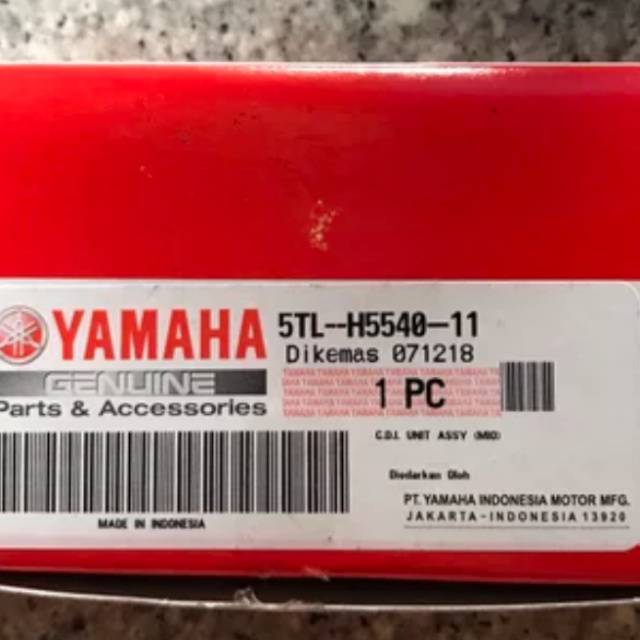 YAMAHA
GENUINE
Parts & Accessories
5TL--H5540-11
Dikemas 071218
1 PC
C.D.I. UNIT ASSY (MIO)
Diedarkan Oleh
PT. YAMAHA INDONESIA MOTOR MFG.
JAKARTA-INDONESIA 13920
MADE IN INDONESIA